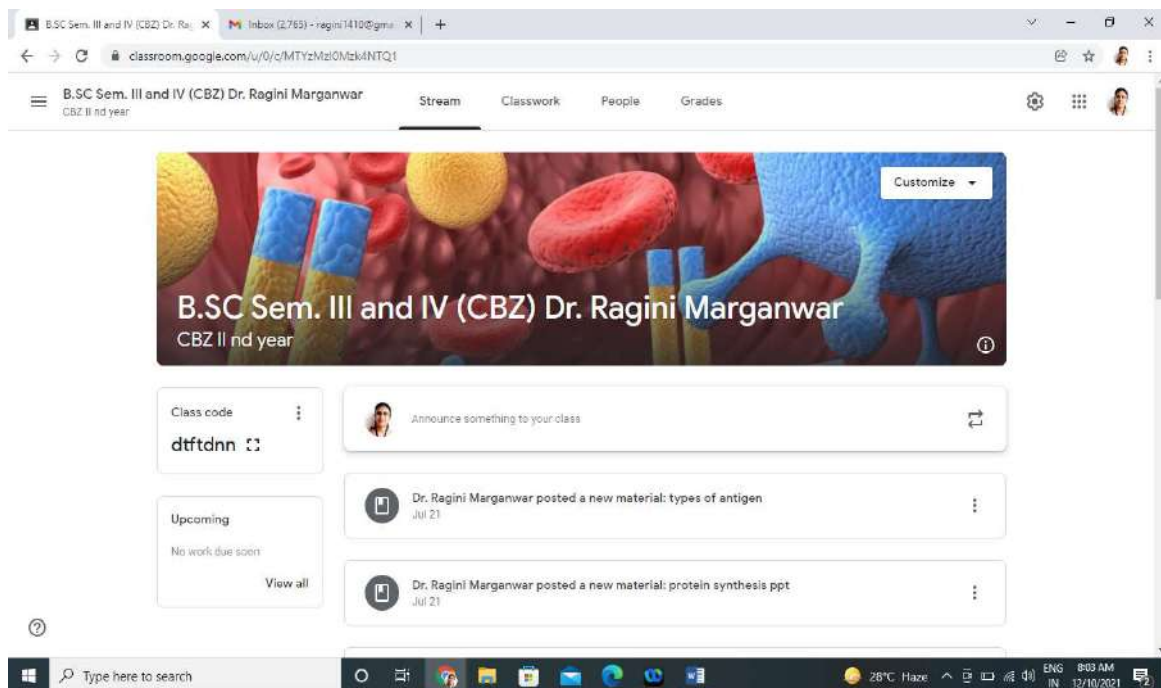 B.SC Sem. III and IV (CBZ) Dr. Rag
Inbox (2,765) - ragini1410@gma
classroom.google.com/u/0/c/MTYzMzI0Mzk4NTQ1
B.SC Sem. III and IV (CBZ) Dr. Ragini Marganwar
CBZ II nd year
Stream Classwork People Grades
Customize
B.SC Sem. III and IV (CBZ) Dr. Ragini Marganwar
CBZ II nd year
Class code
dtftdnn
Announce something to your class
Dr. Ragini Marganwar posted a new material: types of antigen
Jul 21
Upcoming
No work due soon
View all
Dr. Ragini Marganwar posted a new material: protein synthesis ppt
Jul 21
Type here to search
28°C Haze
ENG
IN
8:03 AM
12/10/2021
2